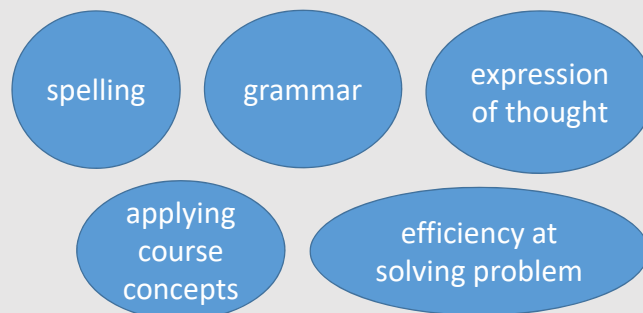 spelling
grammar
expression
of thought
applying
course
concepts
efficiency at
solving problem